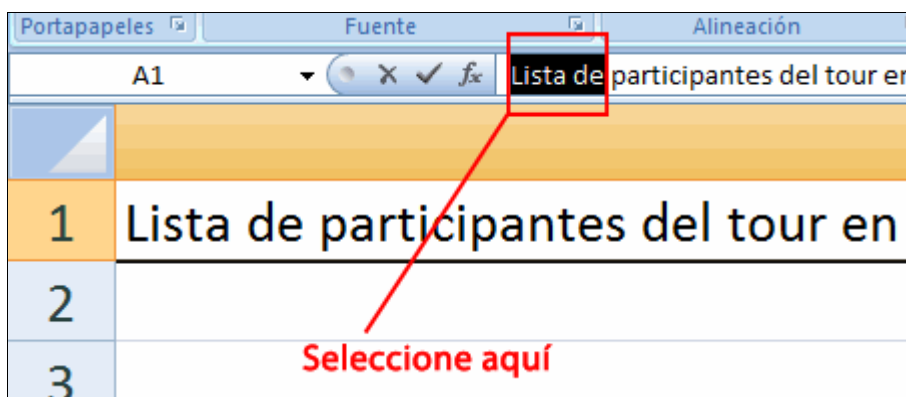 Portapapeles Fuente Alineación
A1 fx Lista de participantes del tour en
1 Lista de participantes del tour en
2
Seleccione aquí
3